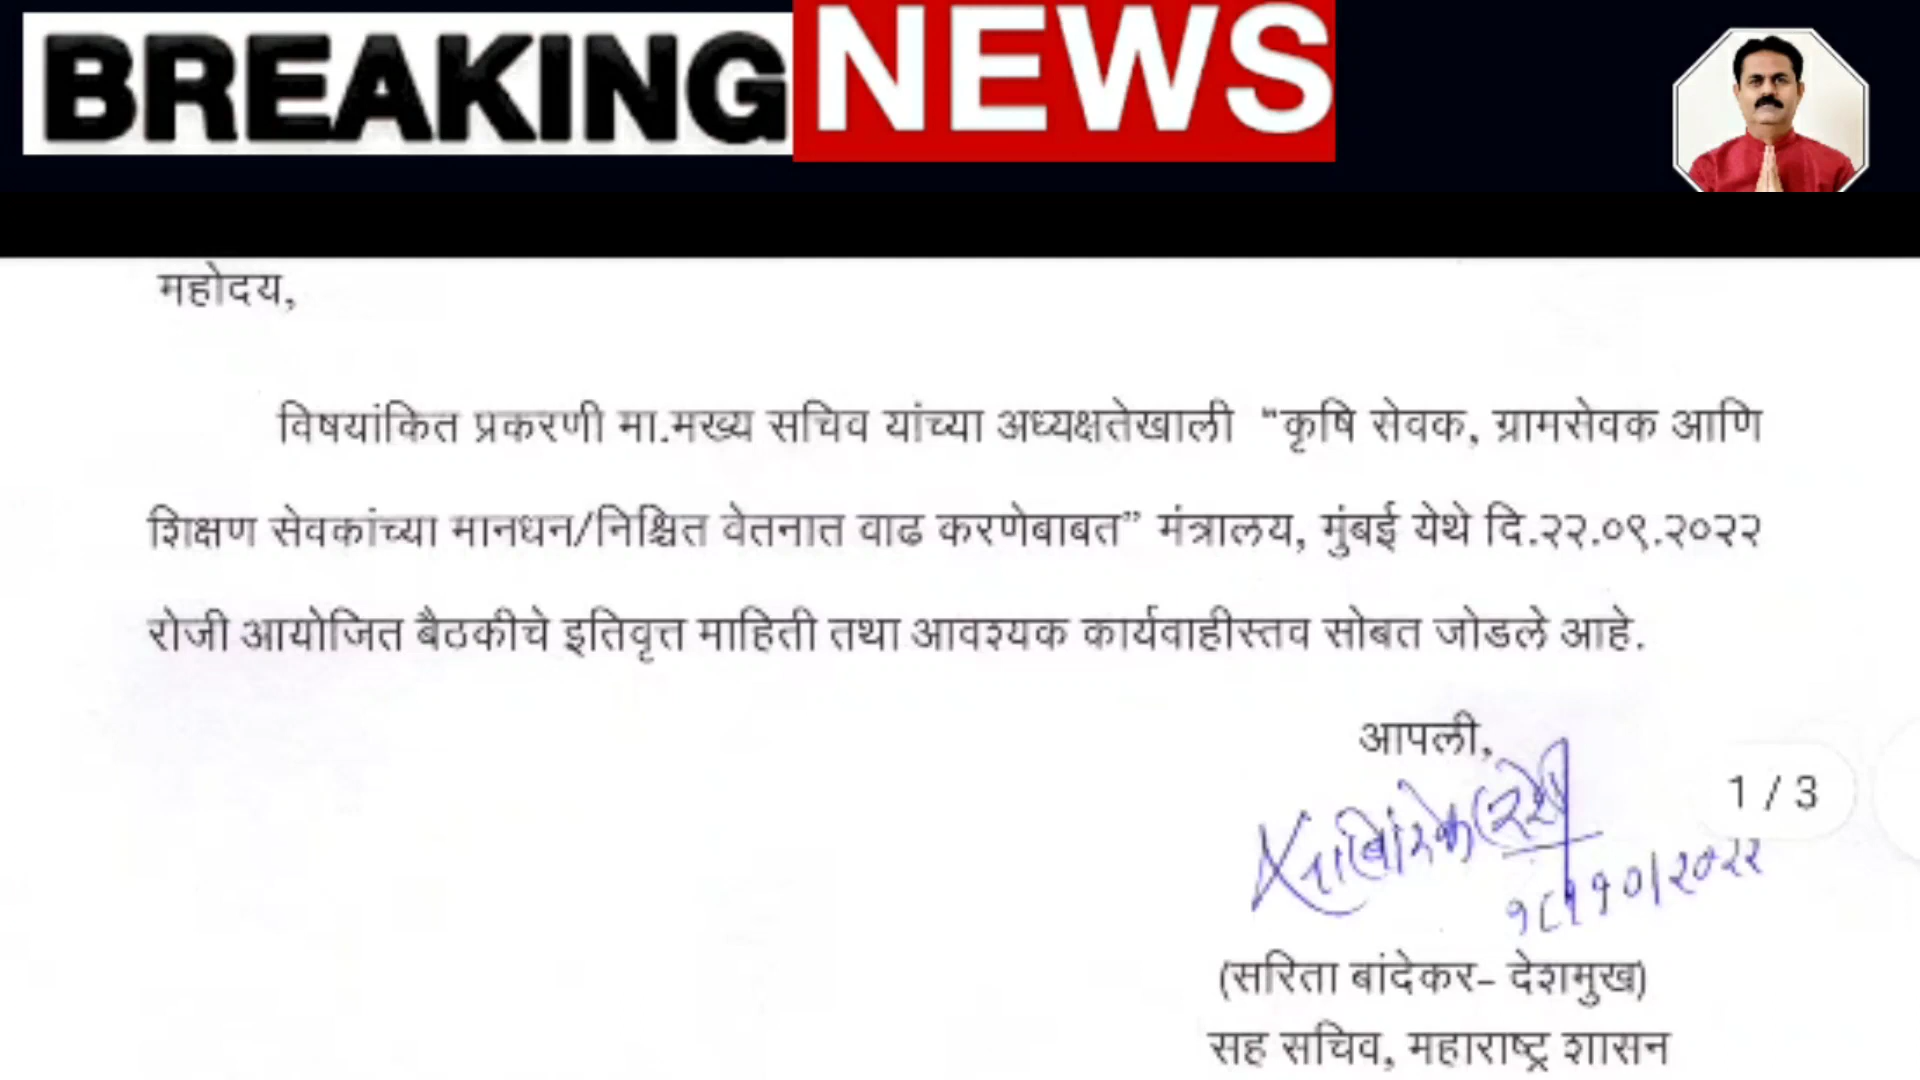 BREAKING NEWS
महोदय,
विषयांकित प्रकरणी मा.मख्य सचिव यांच्या अध्यक्षतेखाली “कृषि सेवक, ग्रामसेवक आणि
शिक्षण सेवकांच्या मानधन/निश्चित वेतनात वाढ करणेबाबत” मंत्रालय, मुंबई येथे दि.२२.०९.२०२२
रोजी आयोजित बैठकीचे इतिवृत्त माहिती तथा आवश्यक कार्यवाहीस्तव सोबत जोडले आहे.
आपली,
1 / 3
१८/१०/२०२२
(सरिता बांदेकर- देशमुख)
सह सचिव, महाराष्ट्र शासन